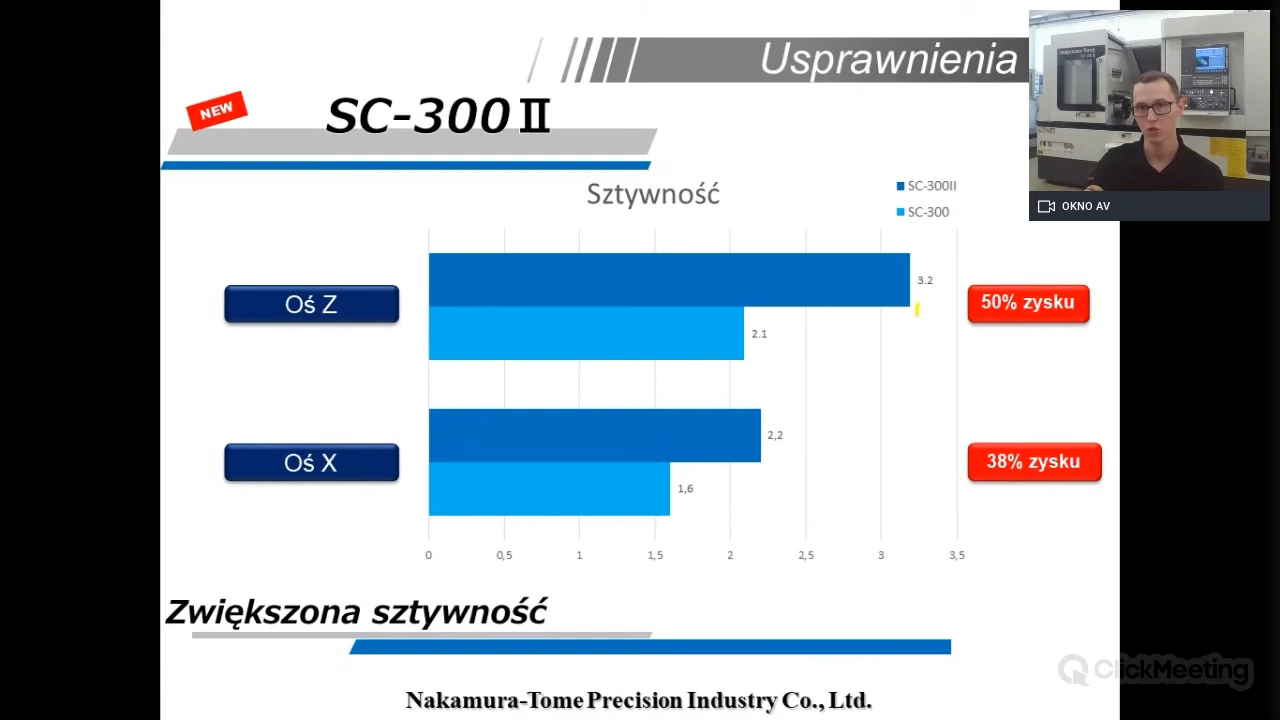 Usprawnienia
NEW
SC-300Ⅱ
Sztywność
SC-300II
SC-300
OKNO AV
Oś Z
3.2
2.1
50% zysku
Oś X
2,2
1,6
38% zysku
0 0,5 1 1,5 2 2,5 3 3,5
Zwiększona sztywność
ClickMeeting
Nakamura-Tome Precision Industry Co., Ltd.